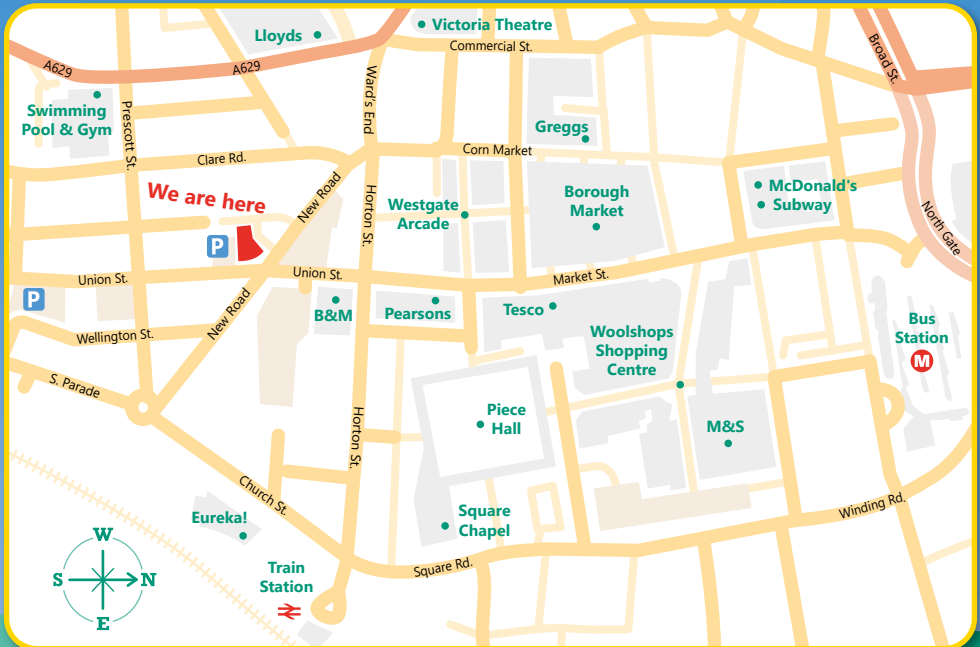 Victoria Theatre
Lloyds
Commercial St.
Broad St.
A629
A629
Ward's End
Swimming
Pool & Gym
Prescott St.
Greggs
Corn Market
Clare Rd.
We are here
New Road
Horton St.
Westgate
Arcade
Borough
Market
McDonald's
Subway
North Gate
P
Union St.
Union St.
Market St.
P
New Road
B&M
Pearsons
Tesco
Woolshops
Shopping
Centre
Bus
Station
M
Wellington St.
S. Parade
Piece
Hall
M&S
Horton St.
Church St.
Eureka!
Square
Chapel
Winding Rd.
Square Rd.
Train
Station
W
S
N
E